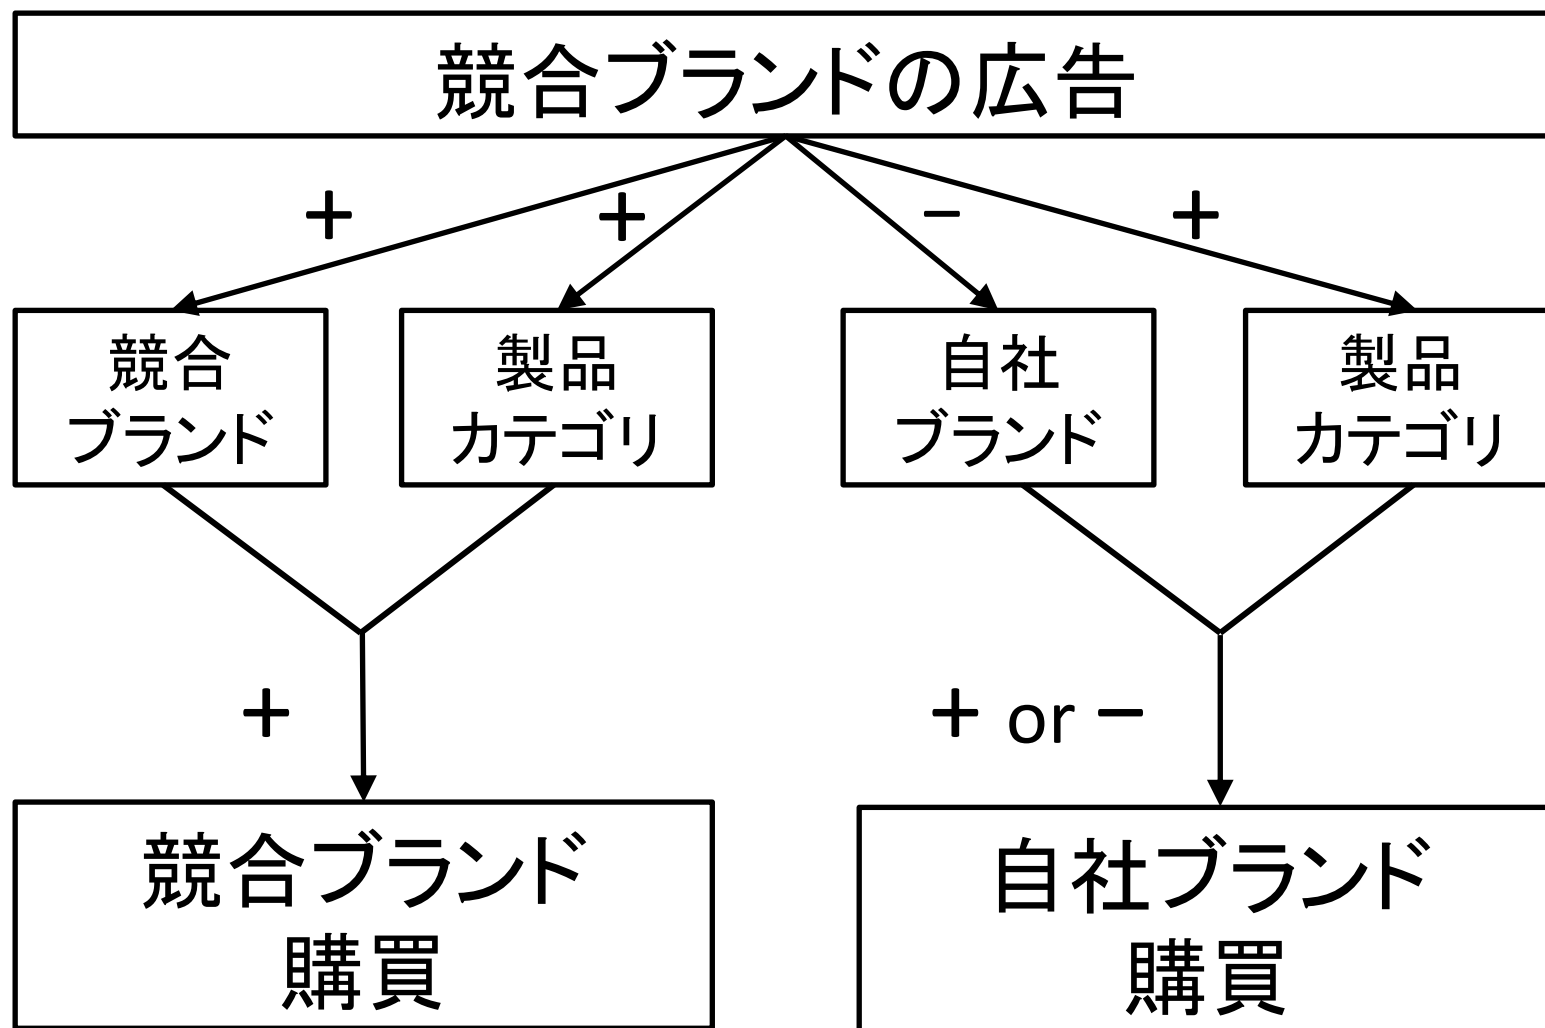 競合ブランドの広告
+ + − +
競合
ブランド
製品
カテゴリ
自社
ブランド
製品
カテゴリ
+
+ or −
競合ブランド
購買
自社ブランド
購買